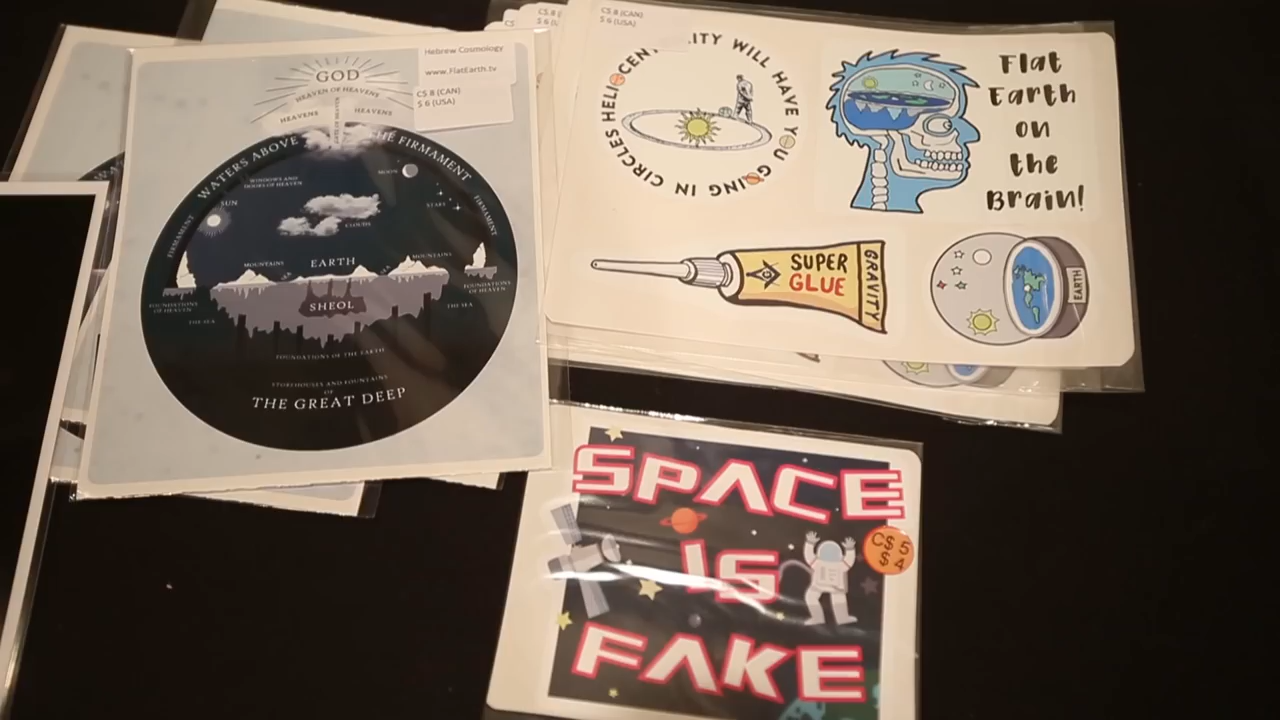 Hebrew Cosmology
www.FlatEarth.tv
C$ 8 (CAN)
$ 6 (USA)
GOD
HEAVEN OF HEAVENS
HEAVENS
HEAVENS
WATERS ABOVE
THE FIRMAMENT
WINDOWS AND
DOORS OF HEAVEN
MOON
SUN
STARS
CLOUDS
FIRMAMENT
FIRMAMENT
MOUNTAINS
EARTH
MOUNTAINS
SEA
SEA
SHEOL
FOUNDATIONS
OF HEAVEN
FOUNDATIONS
OF HEAVEN
THE SEA
THE SEA
FOUNDATIONS OF THE EARTH
STOREHOUSES AND FOUNTAINS
OF
THE GREAT DEEP
C$ 8 (CAN)
$ 6 (USA)
HELIOCEN ITY WILL HAVE YOU GOING IN CIRCLES
Flat
Earth
on
the
Brain!
SUPER
GLUE
GRAVITY
EARTH
SPACE
IS
FAKE
C$ 5
$ 4